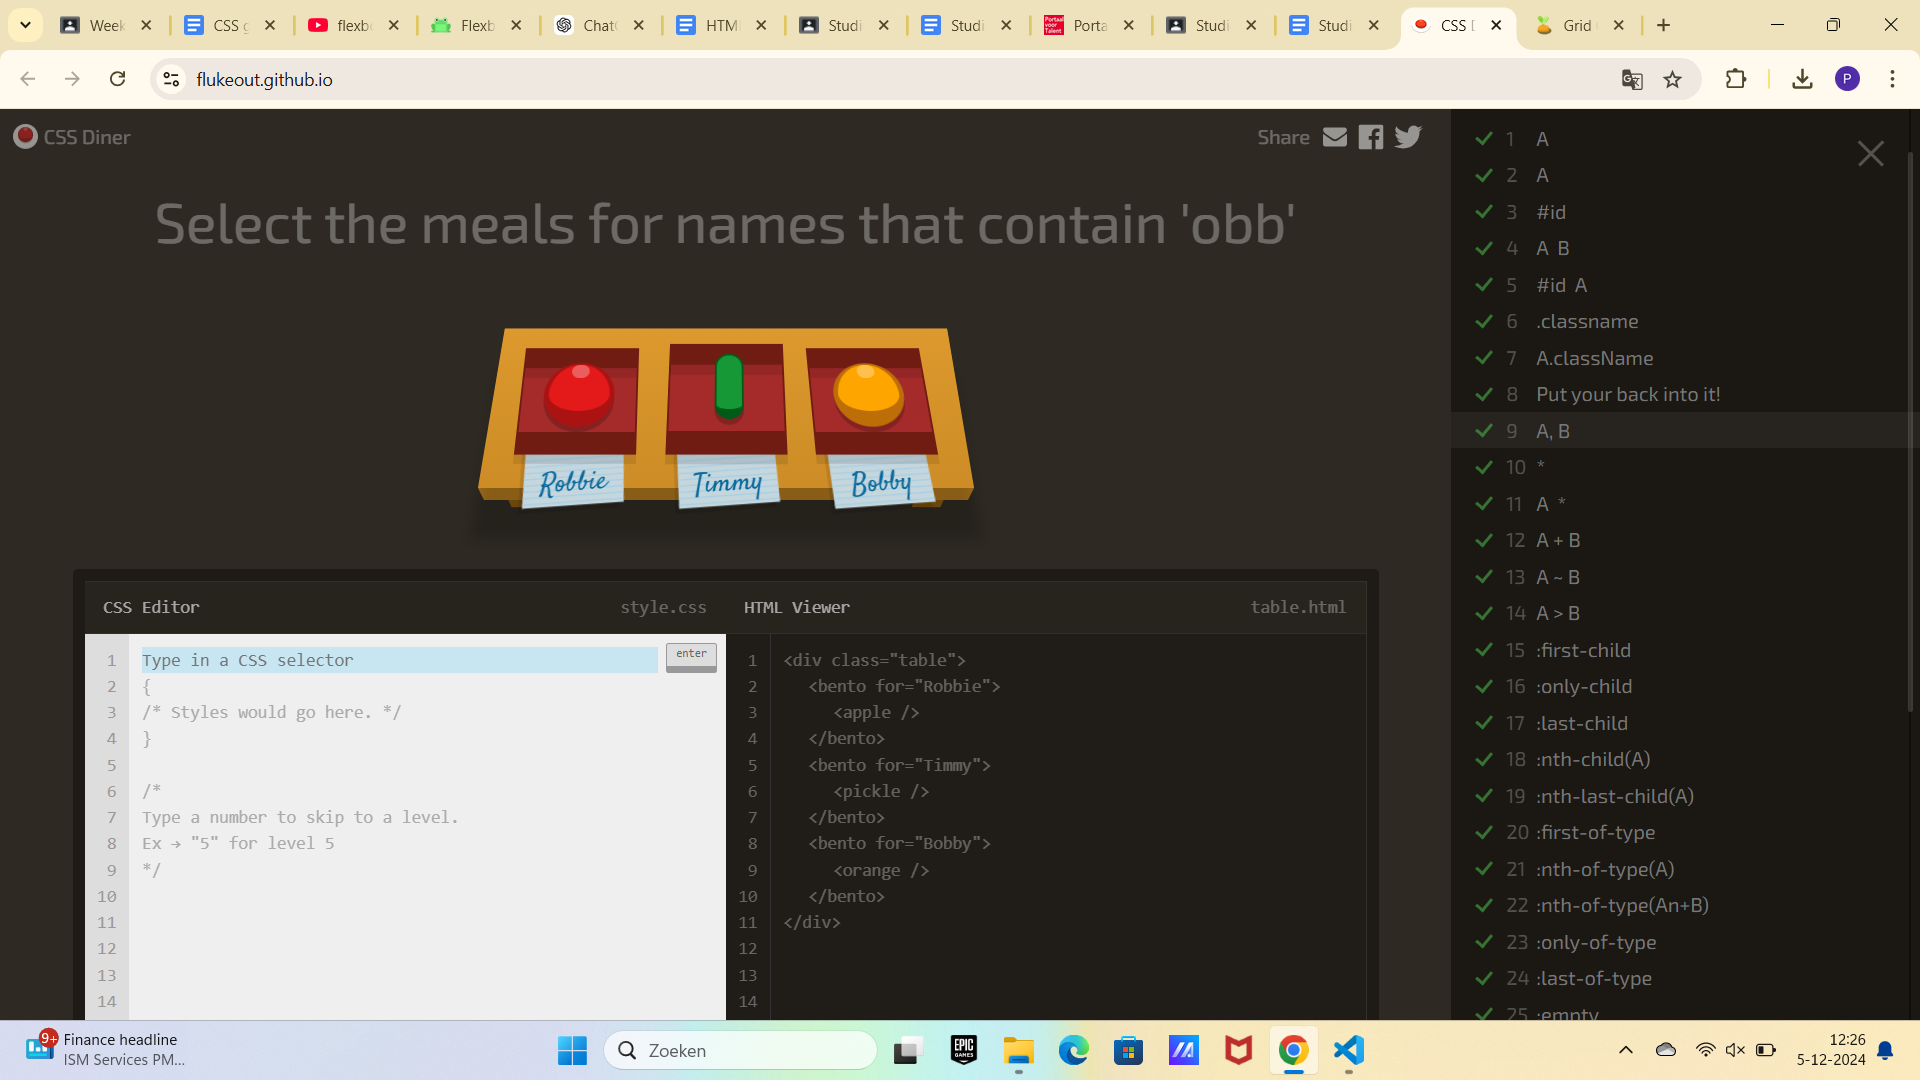 Week
CSS g
flexb
Flexb
Chat
HTM
Studi
Studi
Porta
Studi
Studi
CSS D
Grid
flukeout.github.io
P
CSS Diner
Share
Select the meals for names that contain 'obb'
Robbie
Timmy
Bobby
CSS Editor
style.css
HTML Viewer
table.html
1 Type in a CSS selector
enter
2 {
3 /* Styles would go here. */
4 }
5
6 /*
7 Type a number to skip to a level.
8 Ex → "5" for level 5
9 */
10
11
12
13
14
1 <div class="table">
2 <bento for="Robbie">
3 <apple />
4 </bento>
5 <bento for="Timmy">
6 <pickle />
7 </bento>
8 <bento for="Bobby">
9 <orange />
10 </bento>
11 </div>
12
13
14
1 A
2 A
3 #id
4 A B
5 #id A
6 .classname
7 A.className
8 Put your back into it!
9 A, B
10 *
11 A *
12 A + B
13 A ~ B
14 A > B
15 :first-child
16 :only-child
17 :last-child
18 :nth-child(A)
19 :nth-last-child(A)
20 :first-of-type
21 :nth-of-type(A)
22 :nth-of-type(An+B)
23 :only-of-type
24 :last-of-type
25 :empty
9+
Finance headline
ISM Services PM...
Zoeken
EPIC GAMES
12:26
5-12-2024